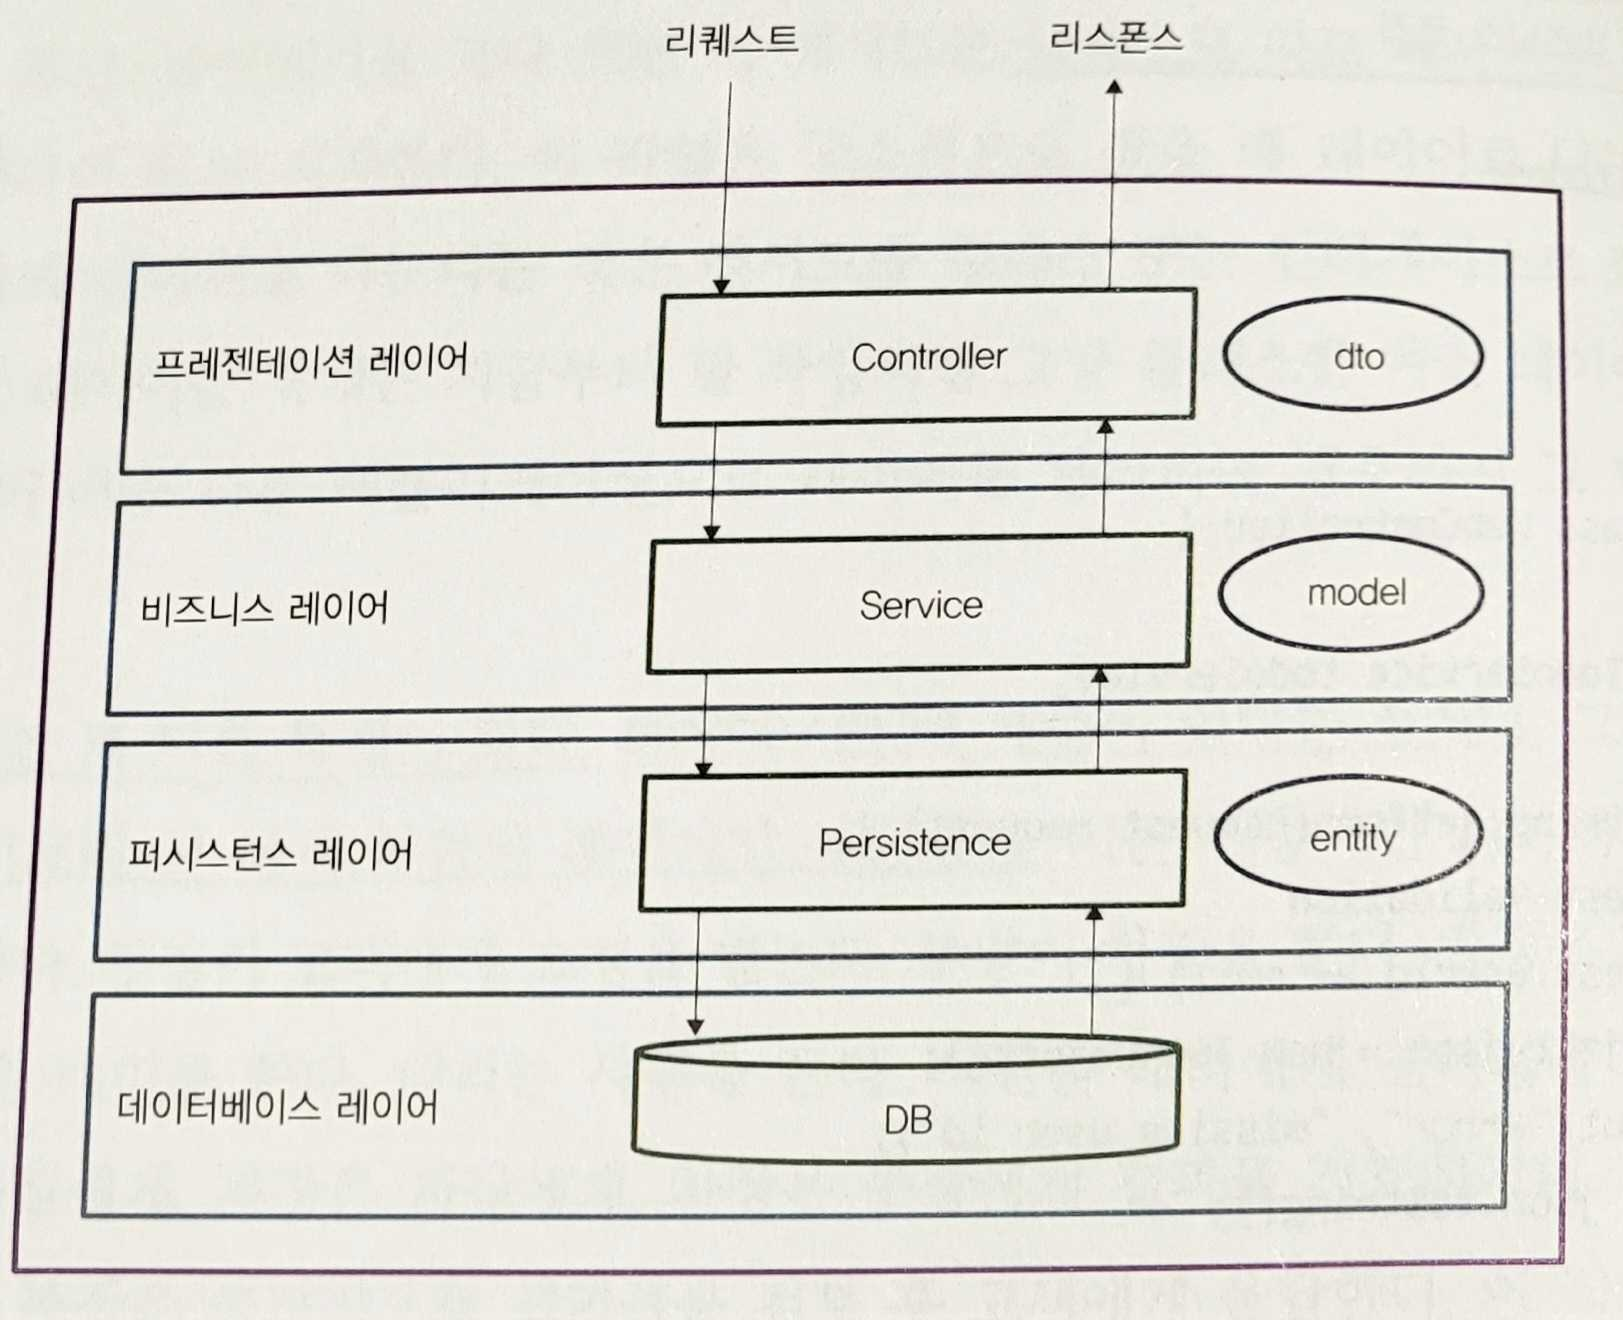 리퀘스트 리스폰스
프레젠테이션 레이어 Controller dto
비즈니스 레이어 Service model
퍼시스턴스 레이어 Persistence entity
데이터베이스 레이어 DB